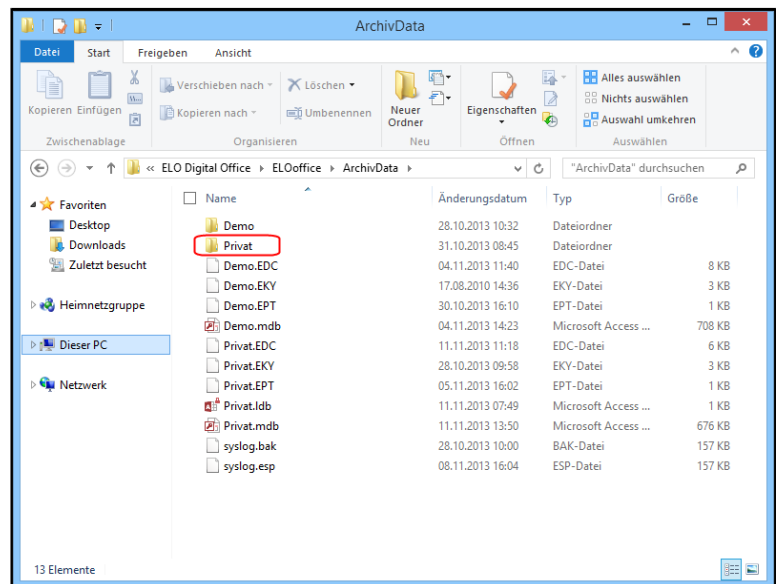 ArchivData
Datei Start Freigeben Ansicht
Kopieren Einfügen
Verschieben nach
Kopieren nach
Löschen
Umbenennen
Neuer Ordner
Eigenschaften
Alles auswählen
Nichts auswählen
Auswahl umkehren
Zwischenablage Organisieren Neu Öffnen Auswählen
« ELO Digital Office ELOoffice ArchivData "ArchivData" durchsuchen
Favoriten
Desktop
Downloads
Zuletzt besucht
Heimnetzgruppe
Dieser PC
Netzwerk
Name Änderungsdatum Typ Größe
Demo 28.10.2013 10:32 Dateiordner
Privat 31.10.2013 08:45 Dateiordner
Demo.EDC 04.11.2013 11:40 EDC-Datei 8 KB
Demo.EKY 17.08.2010 14:36 EKY-Datei 3 KB
Demo.EPT 30.10.2013 16:10 EPT-Datei 1 KB
Demo.mdb 04.11.2013 14:23 Microsoft Access ... 708 KB
Privat.EDC 11.11.2013 11:18 EDC-Datei 6 KB
Privat.EKY 28.10.2013 09:58 EKY-Datei 3 KB
Privat.EPT 05.11.2013 16:02 EPT-Datei 1 KB
Privat.ldb 11.11.2013 07:49 Microsoft Access ... 1 KB
Privat.mdb 11.11.2013 13:50 Microsoft Access ... 676 KB
syslog.bak 28.10.2013 10:00 BAK-Datei 157 KB
syslog.esp 08.11.2013 16:04 ESP-Datei 157 KB
13 Elemente